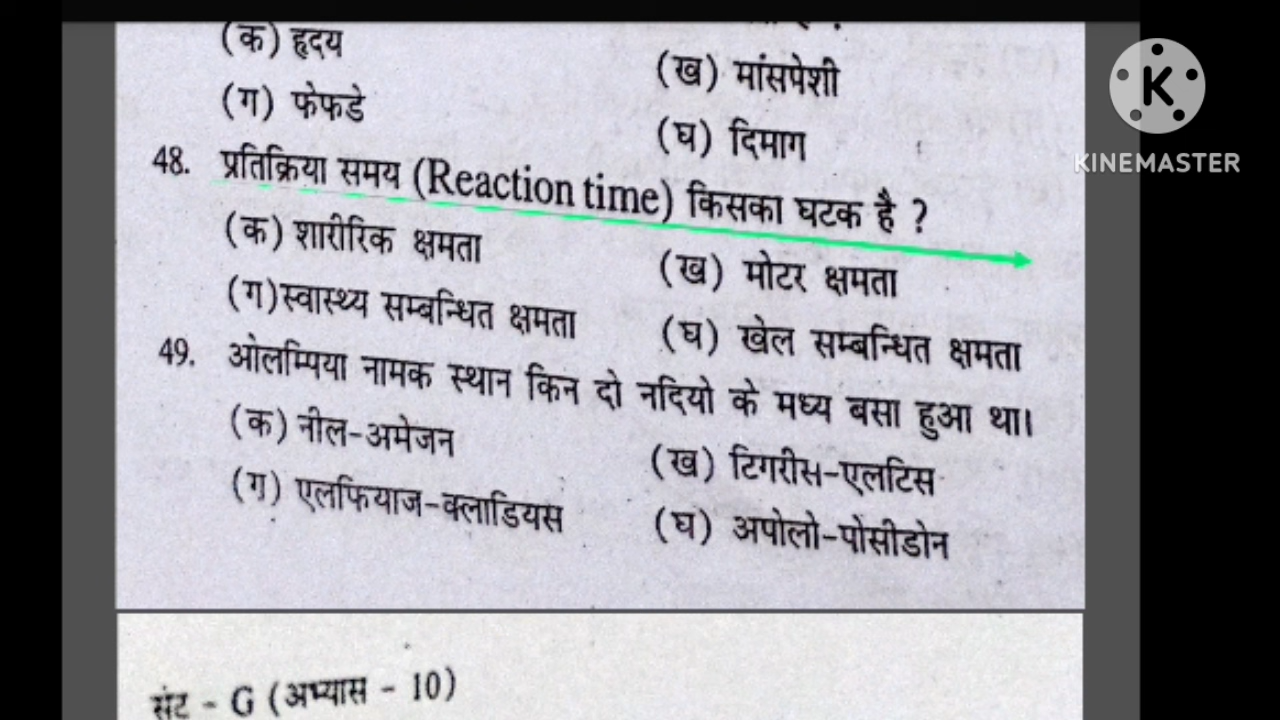 (क) हृदय
(ख) मांसपेशी
(ग) फेफडे
(घ) दिमाग
48. प्रतिक्रिया समय (Reaction time) किसका घटक है ?
(क) शारीरिक क्षमता
(ख) मोटर क्षमता
(ग)स्वास्थ्य सम्बन्धित क्षमता
(घ) खेल सम्बन्धित क्षमता
49. ओलम्पिया नामक स्थान किन दो नदियो के मध्य बसा हुआ था।
(क) नील-अमेजन
(ख) टिगरीस-एलटिस
(ग) एलफियाज-क्लाडियस
(घ) अपोलो-पोसीडोन
- G (अभ्यास - 10)
K
KINEMASTER